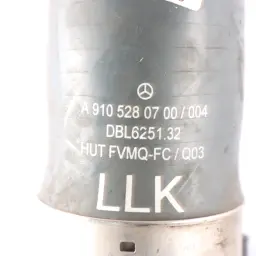 A 910 528 07 00 / 004
DBL6251.32
HUT FVMQ-FC / Q03
LLK